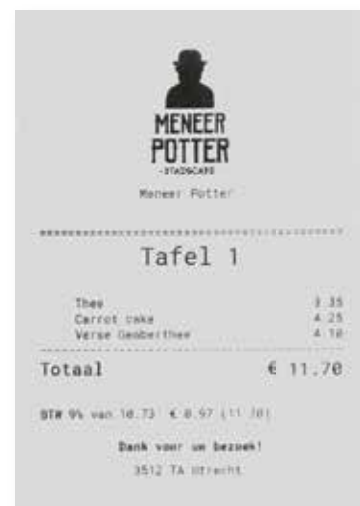 MENEER
POTTER
-STADSCAFE-
Meneer Potter
Tafel 1
Thee 3.35
Carrot cake 4.25
Verse Gemberthee 4.10
Totaal € 11.70
BTW 9% van 10.73 € 0.97 (11.70)
Dank voor uw bezoek!
3512 TA Utrecht